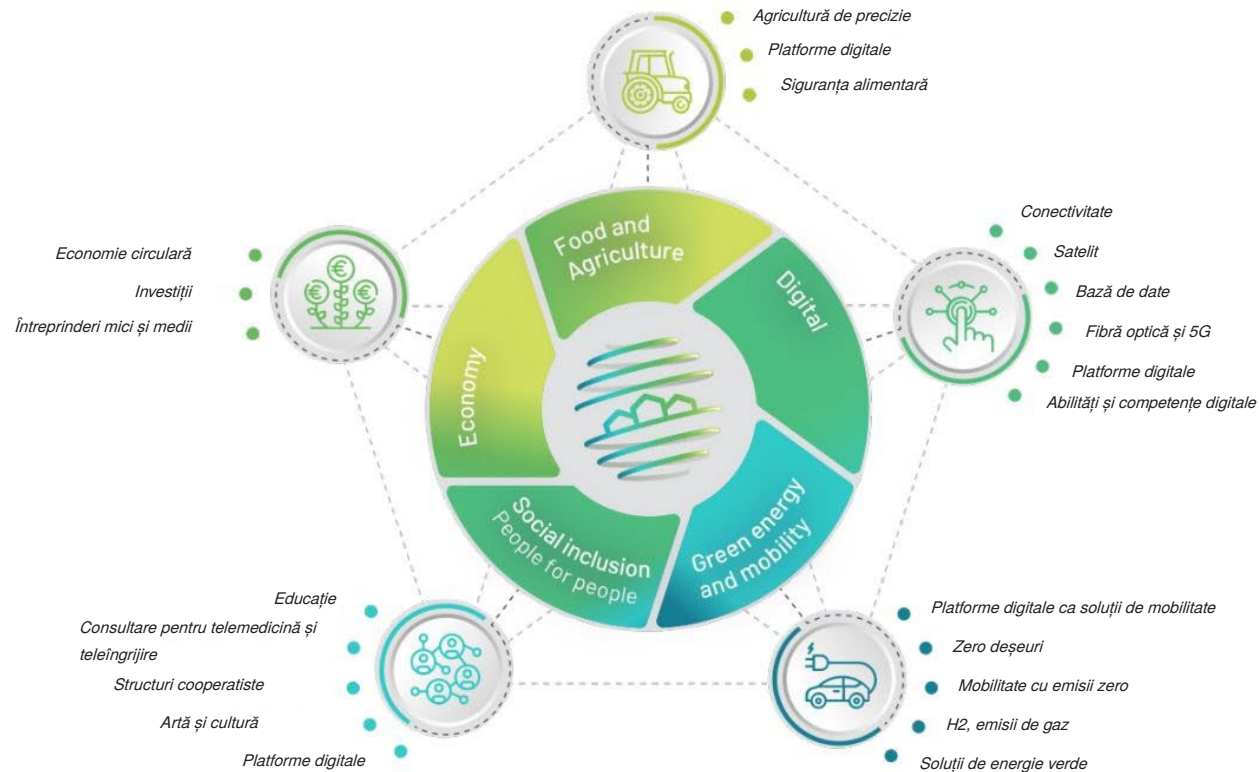 Agricultură de precizie
Platforme digitale
Siguranța alimentară
Economie circulară
Investiții
Întreprinderi mici și medii
Conectivitate
Satelit
Bază de date
Fibră optică și 5G
Platforme digitale
Abilități și competențe digitale
Food and
Agriculture
Digital
Economy
Social inclusion
People for people
Green energy
and mobility
Educație
Consultare pentru telemedicină și
teleîngrijire
Structuri cooperatiste
Artă și cultură
Platforme digitale
Platforme digitale ca soluții de mobilitate
Zero deșeuri
Mobilitate cu emisii zero
H2, emisii de gaz
Soluții de energie verde